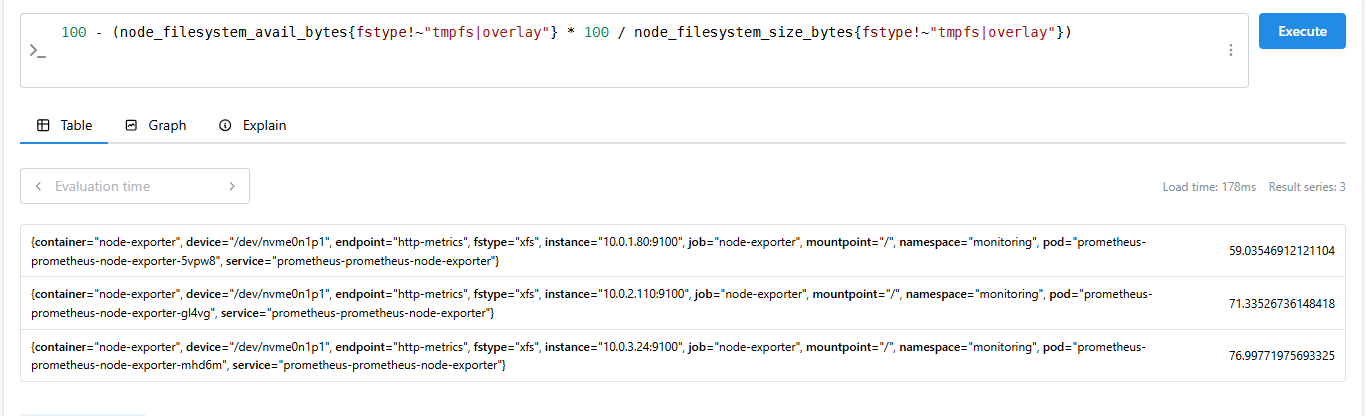 100 - (node_filesystem_avail_bytes{fstype!~"tmpfs|overlay"} * 100 / node_filesystem_size_bytes{fstype!~"tmpfs|overlay"})
>_
Execute
Table Graph Explain
Evaluation time
Load time: 178ms Result series: 3
{container="node-exporter", device="/dev/nvme0n1p1", endpoint="http-metrics", fstype="xfs", instance="10.0.1.80:9100", job="node-exporter", mountpoint="/", namespace="monitoring", pod="prometheus-
prometheus-node-exporter-5vpw8", service="prometheus-prometheus-node-exporter"}
59.03546912121104
{container="node-exporter", device="/dev/nvme0n1p1", endpoint="http-metrics", fstype="xfs", instance="10.0.2.110:9100", job="node-exporter", mountpoint="/", namespace="monitoring", pod="prometheus-
prometheus-node-exporter-gl4vg", service="prometheus-prometheus-node-exporter"}
71.33526736148418
{container="node-exporter", device="/dev/nvme0n1p1", endpoint="http-metrics", fstype="xfs", instance="10.0.3.24:9100", job="node-exporter", mountpoint="/", namespace="monitoring", pod="prometheus-
prometheus-node-exporter-mhd6m", service="prometheus-prometheus-node-exporter"}
76.99771975693325